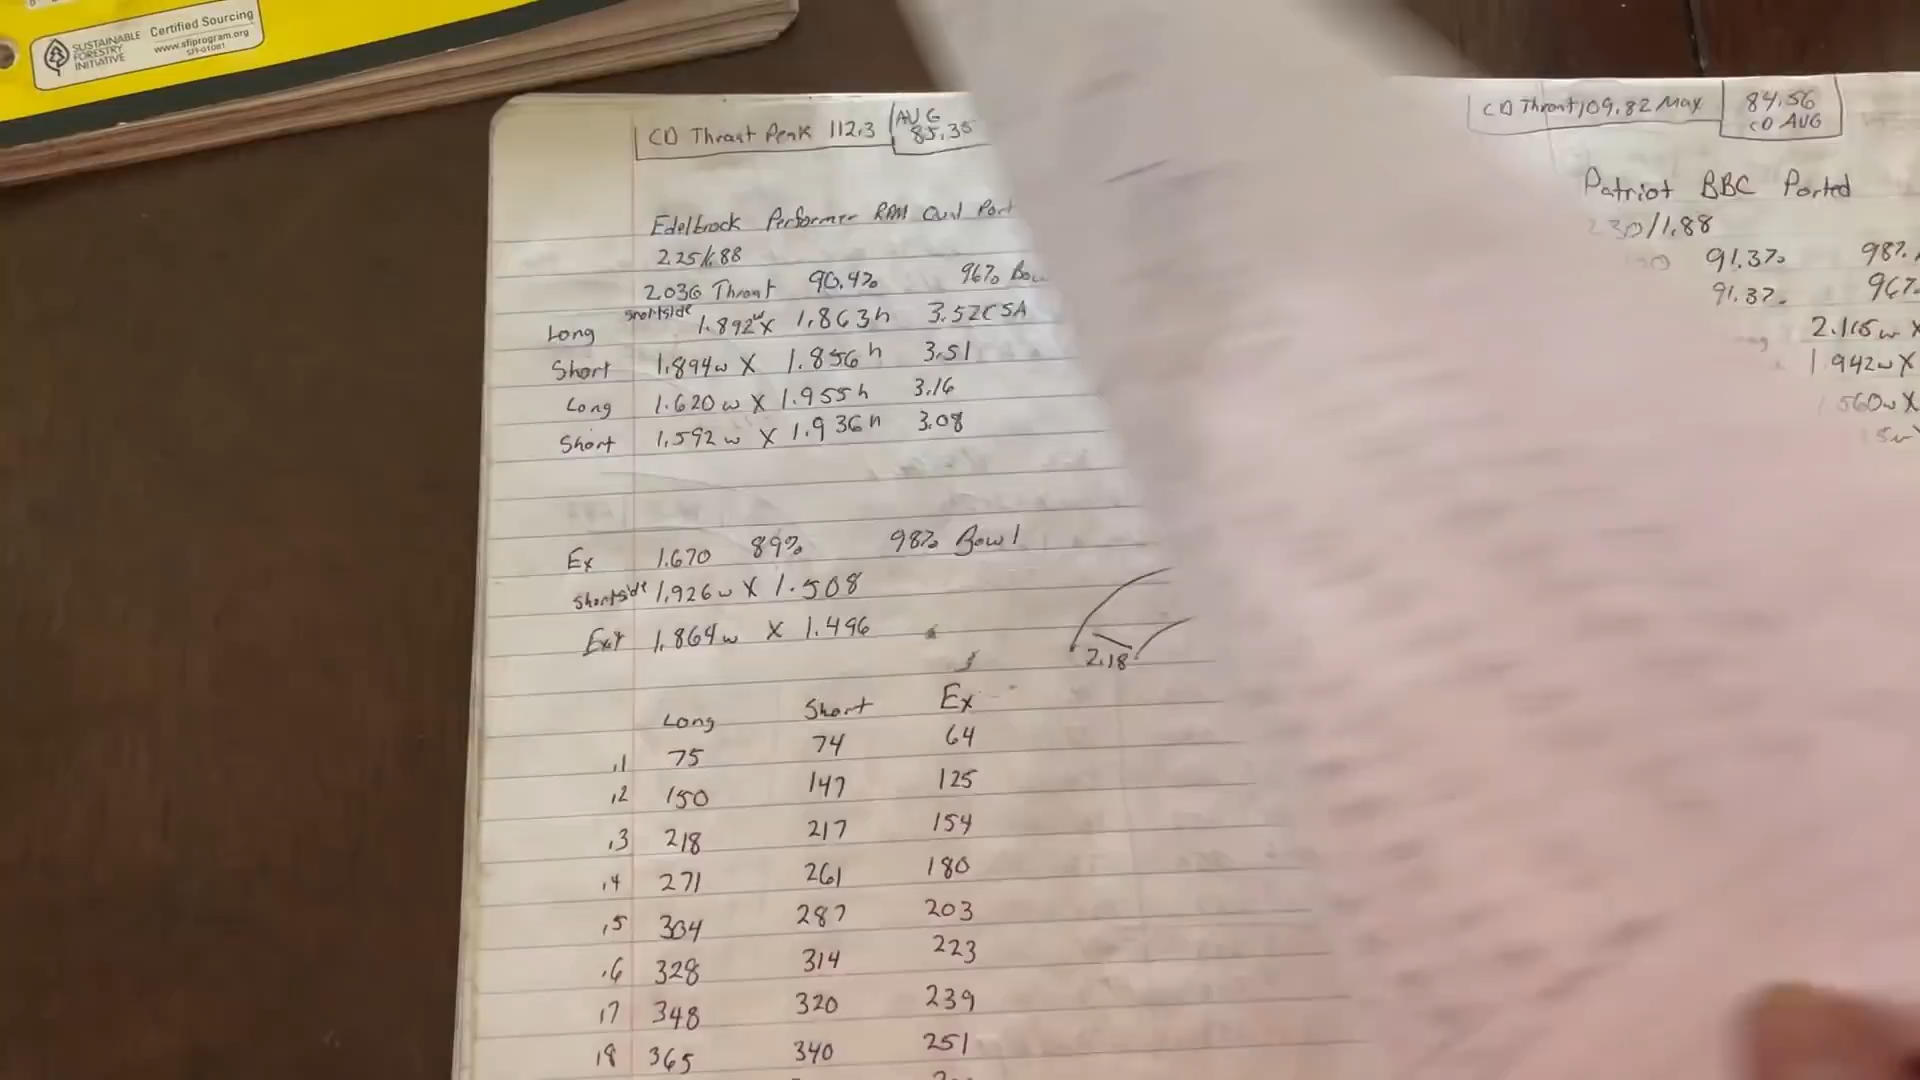 SUSTAINABLE
FORESTRY
INITIATIVE
Certified Sourcing
www.sfiprogram.org
SFI-01081
CD Throat Peak 112.3
AUG
85.35
Edelbrock Performer RPM Oval Port
2.25/1.88
2.036 Throat 90.4% 96%
shortside
Long 1.892w X 1.863h 3.52CSA
Short 1.894w X 1.856h 3.51
Long 1.620w X 1.955h 3.16
Short 1.592w X 1.936h 3.08
Ex 1.670 89% 98% Bowl
shortside 1.926w X 1.508
Exit 1.864w X 1.496
2.18
Long Short Ex
.1 75 74 64
.2 150 147 125
.3 218 217 154
.4 271 261 180
.5 304 287 203
.6 328 314 223
.7 348 320 239
.8 365 340 251
CD Throat 109.82 Max
84.56
CD AUG
Patriot BBC Ported
/1.88
91.3% 98%
91.3% 96%
2.165w X
1.942w X
560w X